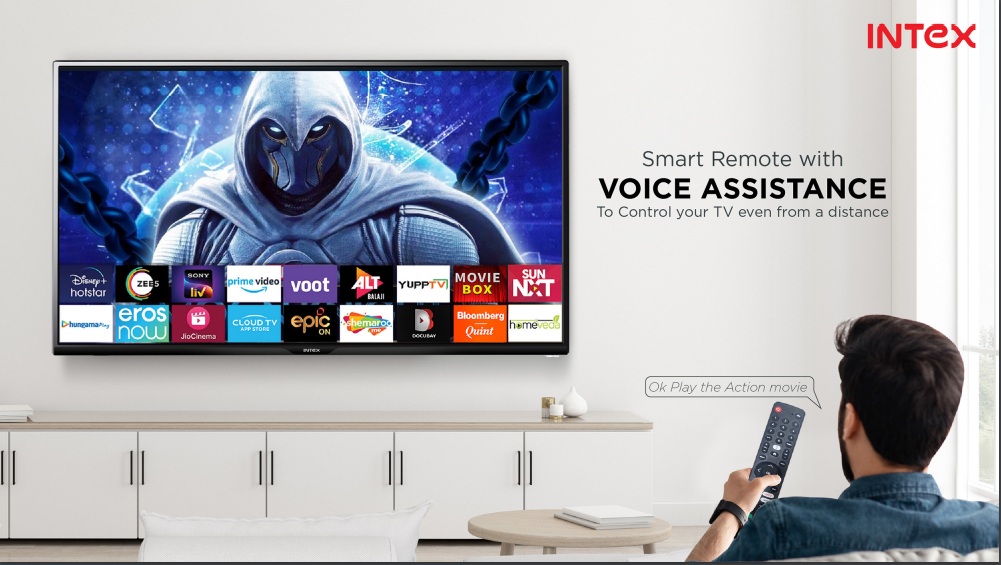 INTEX
Smart Remote with
VOICE ASSISTANCE
To Control your TV even from a distance
Disney+
hotstar
ZEE5
SONY
liv
prime video
voot
ALT
BALAJI
YUPPTV
MOVIE
BOX
SUN
NXT
hungama Play
eros
now
JioCinema
CLOUD TV
APP STORE
epic
ON
shemaroo
me
DOCUBAY
Bloomberg
Quint
homeveda
INTEX
Ok Play the Action movie